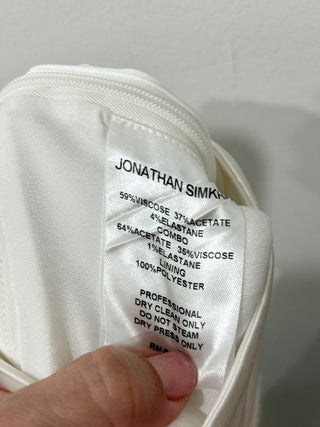 JONATHAN
59%VISCOSE 37%ACETATE
4%ELASTANE
COMBO
64%ACETATE 35%VISCOSE
1%ELASTANE
LINING
100%POLYESTER
PROFESSIONAL
DRY CLEAN ONLY
DO NOT STEAM
DRY PRESS ONLY